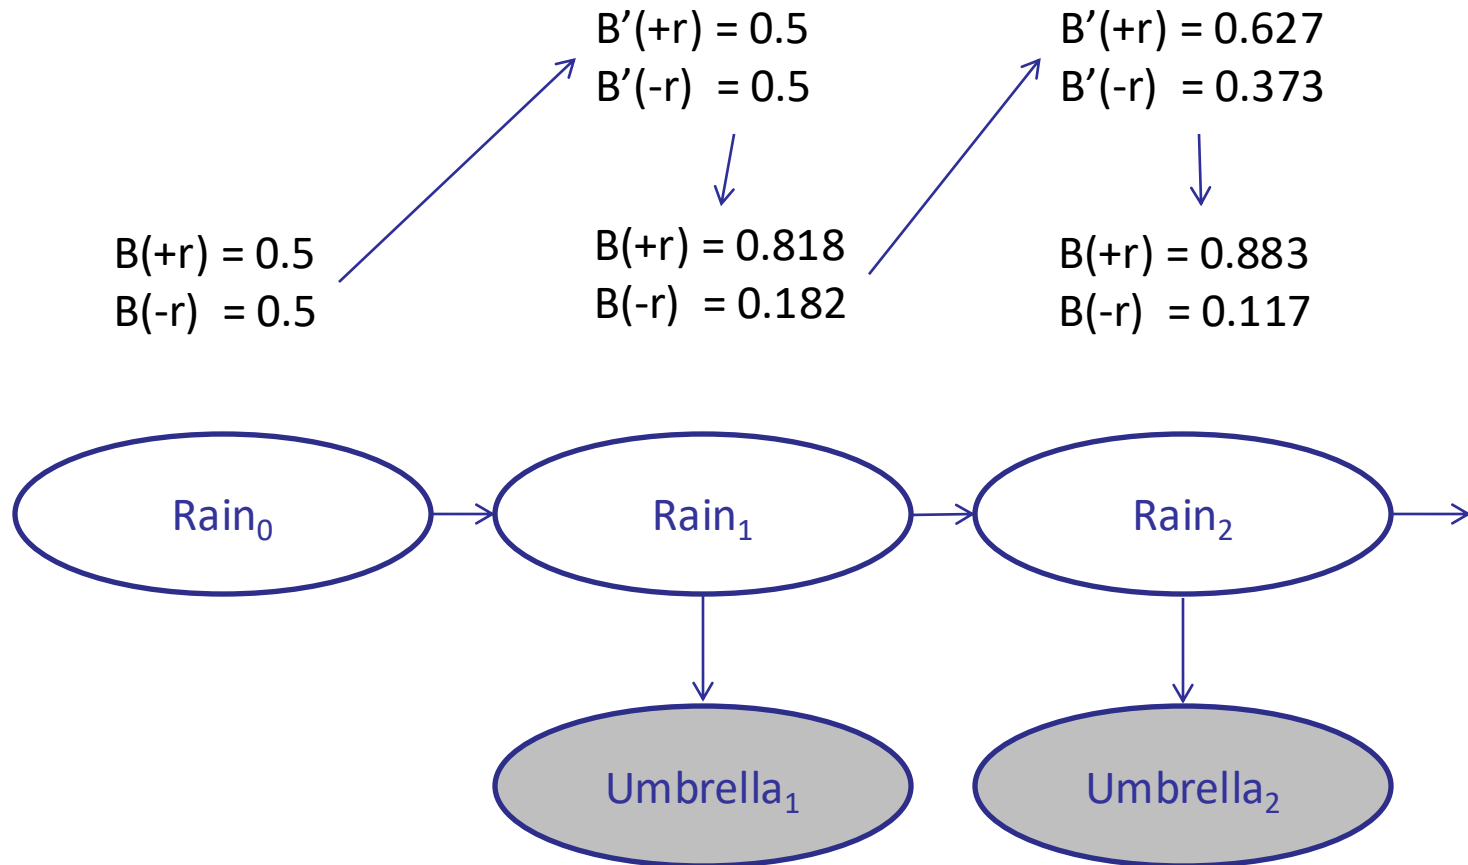 B’(+r) = 0.5
B’(-r) = 0.5
B’(+r) = 0.627
B’(-r) = 0.373
B(+r) = 0.5
B(-r) = 0.5
B(+r) = 0.818
B(-r) = 0.182
B(+r) = 0.883
B(-r) = 0.117
Rain₀
Rain₁
Rain₂
Umbrella₁
Umbrella₂